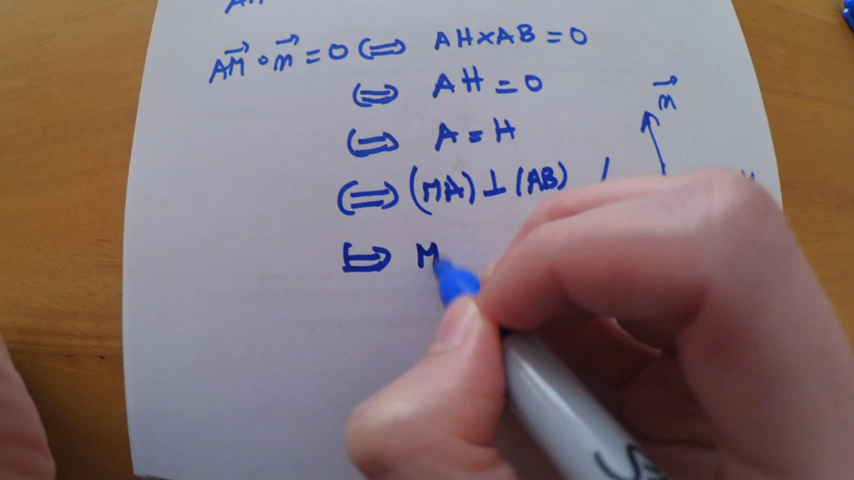 AM⃗ ∘ n⃗ = 0 ⟺ AH×AB = 0
⟺ AH = 0
⟺ A = H
⟺ (MA) ⊥ (AB)
n⃗
⟺ M